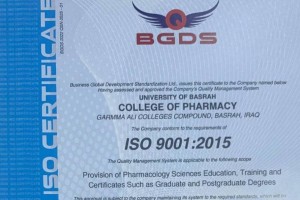 ISO CERTIFICATE
BGDS
Business Global Development Standardization Ltd. issues this certificate to the Company named below
Having assessed and approved the Company's Quality Management System
UNIVERSITY OF BASRAH
COLLEGE OF PHARMACY
GARMMA ALI COLLEGES COMPOUND, BASRAH, IRAQ
The Company conform to the requirements of
ISO 9001:2015
The Quality Management System is applicable to the following scope
Provision of Pharmacology Sciences Education, Training and
Certificates Such as Graduate and Postgraduate Degrees